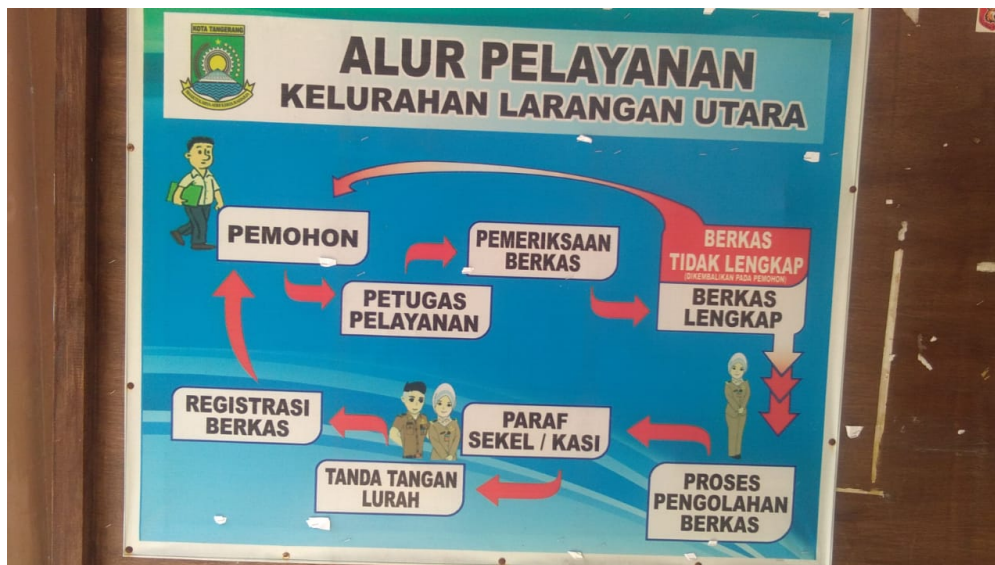 KOTA TANGERANG
ALUR PELAYANAN
KELURAHAN LARANGAN UTARA
PEMOHON
PETUGAS
PELAYANAN
PEMERIKSAAN
BERKAS
BERKAS
TIDAK LENGKAP
(DIKEMBALIKAN PADA PEMOHON)
BERKAS
LENGKAP
PROSES
PENGOLAHAN
BERKAS
PARAF
SEKEL / KASI
TANDA TANGAN
LURAH
REGISTRASI
BERKAS